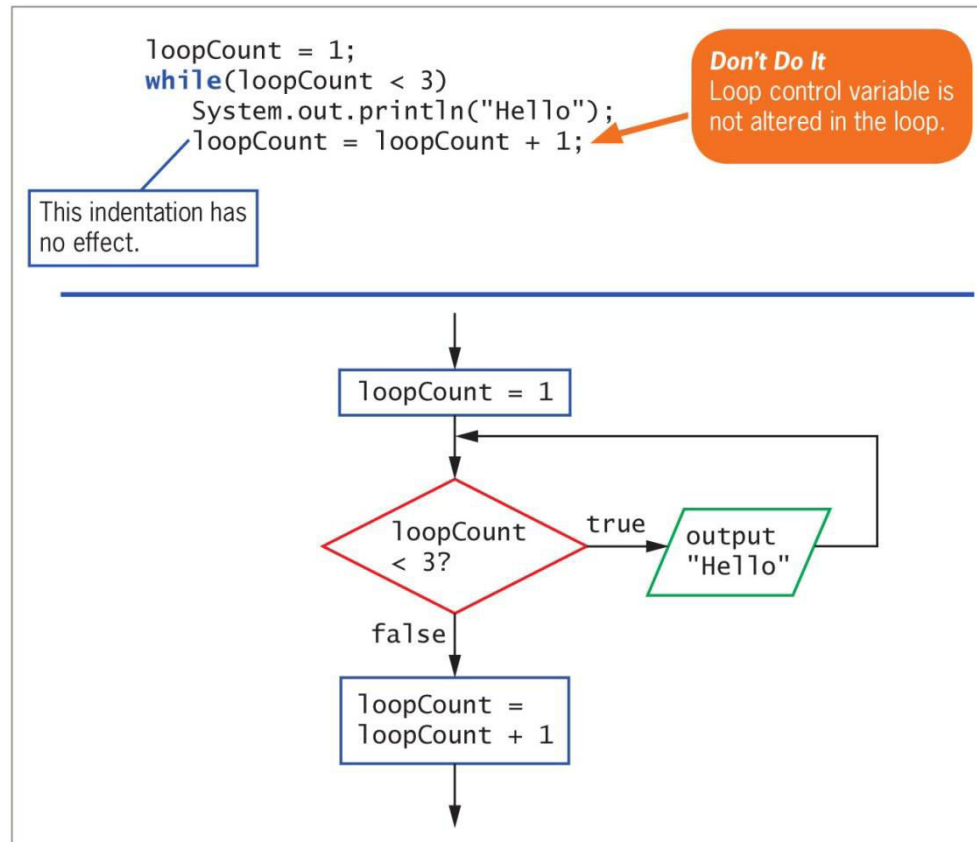 loopCount = 1;
while(loopCount < 3)
System.out.println("Hello");
loopCount = loopCount + 1;
Don't Do It
Loop control variable is
not altered in the loop.
This indentation has
no effect.
loopCount = 1
loopCount
< 3?
true
output
"Hello"
false
loopCount =
loopCount + 1